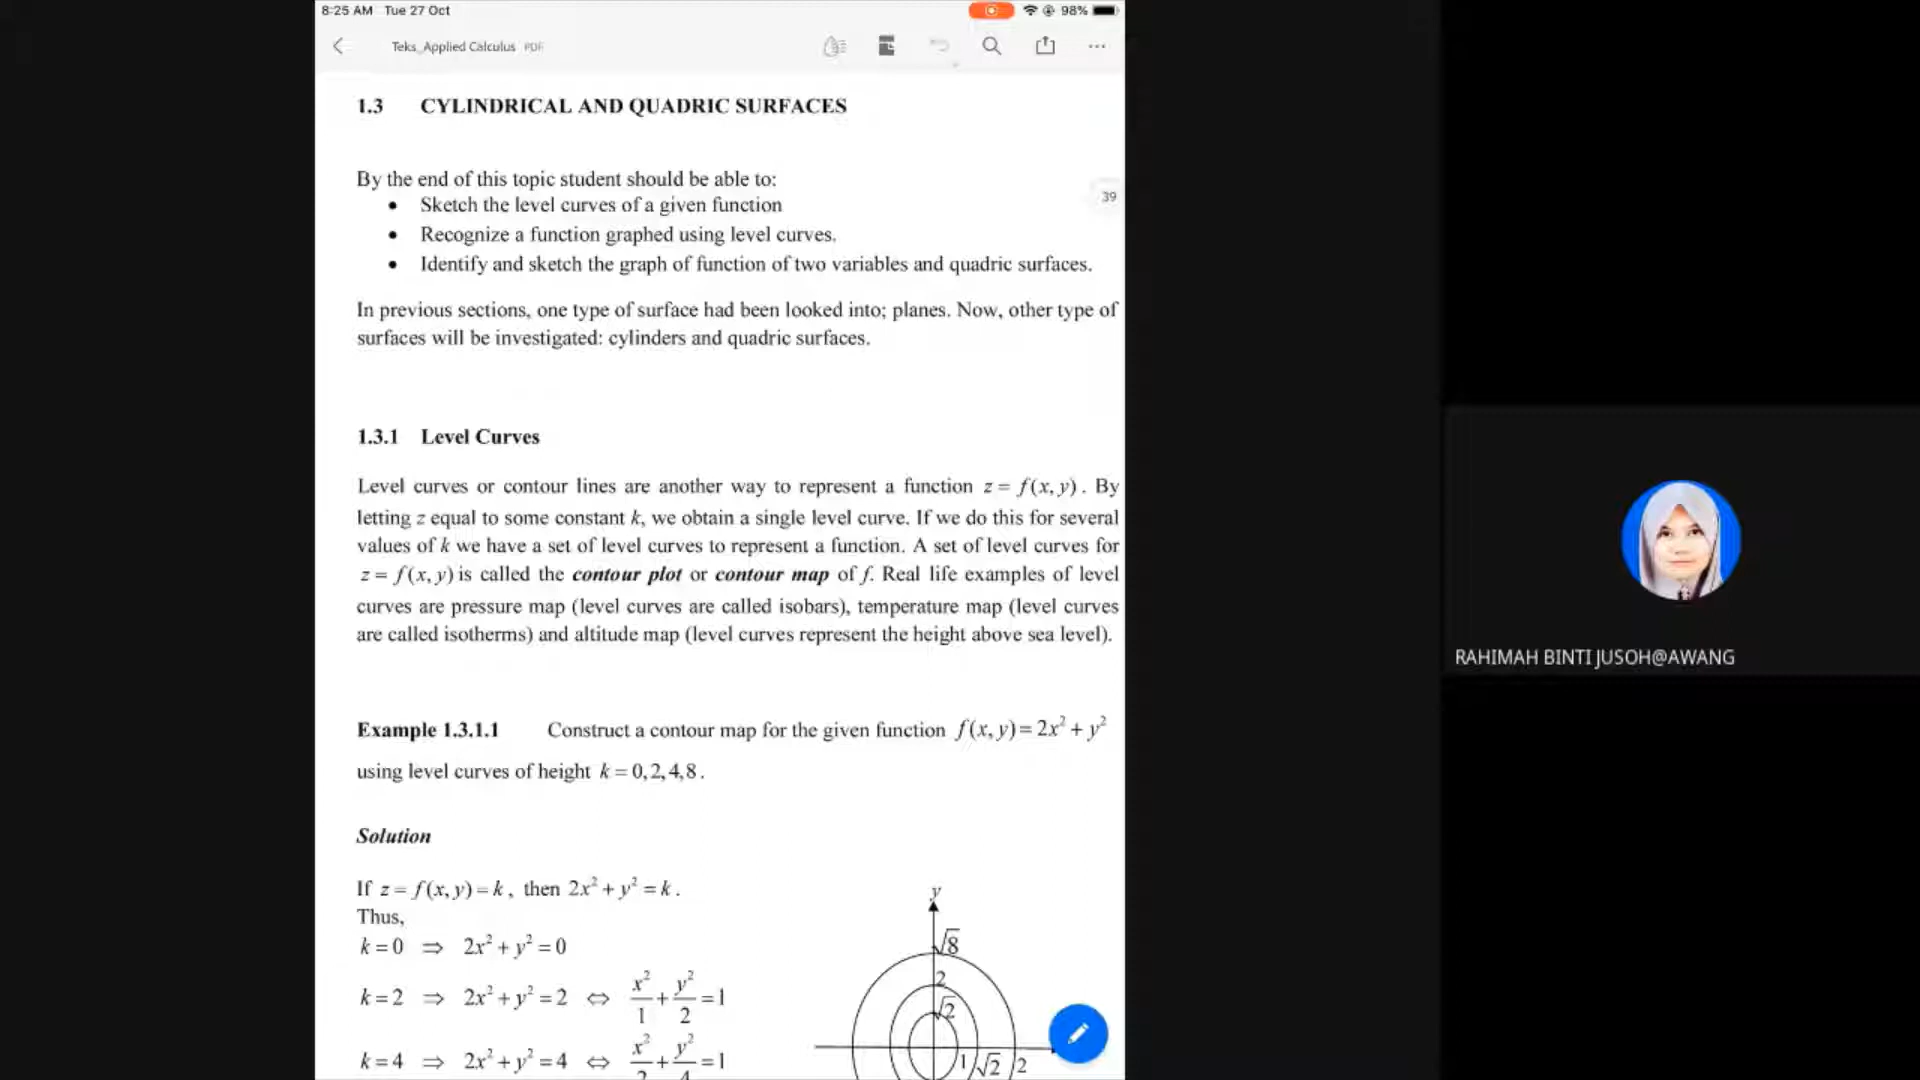 8:25 AM Tue 27 Oct
98%
Teks_Applied Calculus PDF
1.3 CYLINDRICAL AND QUADRIC SURFACES
By the end of this topic student should be able to:
• Sketch the level curves of a given function
39
• Recognize a function graphed using level curves.
• Identify and sketch the graph of function of two variables and quadric surfaces.
In previous sections, one type of surface had been looked into; planes. Now, other type of
surfaces will be investigated: cylinders and quadric surfaces.
1.3.1 Level Curves
Level curves or contour lines are another way to represent a function z = f(x, y). By
letting z equal to some constant k, we obtain a single level curve. If we do this for several
values of k we have a set of level curves to represent a function. A set of level curves for
z = f(x, y) is called the contour plot or contour map of f. Real life examples of level
curves are pressure map (level curves are called isobars), temperature map (level curves
are called isotherms) and altitude map (level curves represent the height above sea level).
RAHIMAH BINTI JUSOH@AWANG
Example 1.3.1.1 Construct a contour map for the given function f(x, y) = 2x² + y²
using level curves of height k = 0, 2, 4, 8.
Solution
If z = f(x, y) = k, then 2x² + y² = k.
Thus,
k = 0 ⇒ 2x² + y² = 0
k = 2 ⇒ 2x² + y² = 2 ⇔ x²/1 + y²/2 = 1
k = 4 ⇒ 2x² + y² = 4 ⇔ x²/2 + y²/4 = 1
y
√8
2
√2
1 √2 2